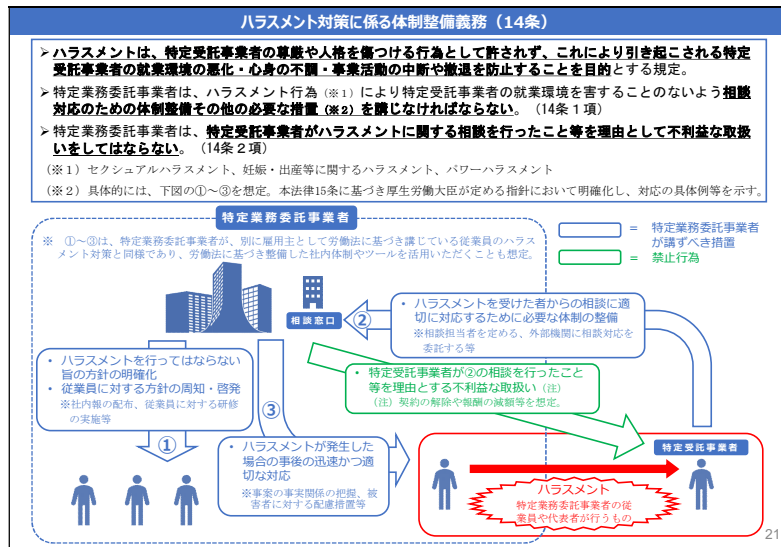 ハラスメント対策に係る体制整備義務（14条）
➢ハラスメントは、特定受託事業者の尊厳や人格を傷つける行為として許されず、これにより引き起こされる特定
受託事業者の就業環境の悪化・心身の不調・事業活動の中断や撤退を防止することを目的とする規定。
➢特定業務委託事業者は、ハラスメント行為（※１）により特定受託事業者の就業環境を害することのないよう相談
対応のための体制整備その他の必要な措置（※２）を講じなければならない。（14条１項）
➢特定業務委託事業者は、特定受託事業者がハラスメントに関する相談を行ったこと等を理由として不利益な取扱
いをしてはならない。（14条２項）
（※１）セクシュアルハラスメント、妊娠・出産等に関するハラスメント、パワーハラスメント
（※２）具体的には、下図の①～③を想定。本法律15条に基づき厚生労働大臣が定める指針において明確化し、対応の具体例等を示す。
特定業務委託事業者
※ ①～③は、特定業務委託事業者が、別に雇用主として労働法に基づき講じている従業員のハラス
メント対策と同様であり、労働法に基づき整備した社内体制やツールを活用いただくことも想定。
＝ 特定業務委託事業者
が講ずべき措置
＝ 禁止行為
相談窓口
②
• ハラスメントを受けた者からの相談に適
切に対応するために必要な体制の整備
※相談担当者を定める、外部機関に相談対応を
委託する等
• ハラスメントを行ってはならない
旨の方針の明確化
• 従業員に対する方針の周知・啓発
※社内報の配布、従業員に対する研修
の実施等
①
• 特定受託事業者が②の相談を行ったこと
等を理由とする不利益な取扱い（注）
（注）契約の解除や報酬の減額等を想定。
③
• ハラスメントが発生した
場合の事後の迅速かつ適
切な対応
※事案の事実関係の把握、被
害者に対する配慮措置等
特定受託事業者
ハラスメント
特定業務委託事業者の従
業員や代表者が行うもの
21